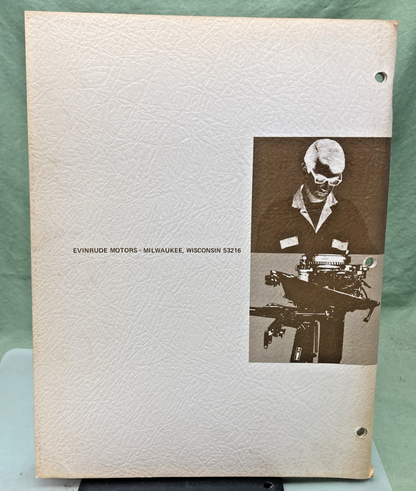 EVINRUDE MOTORS - MILWAUKEE, WISCONSIN 53216